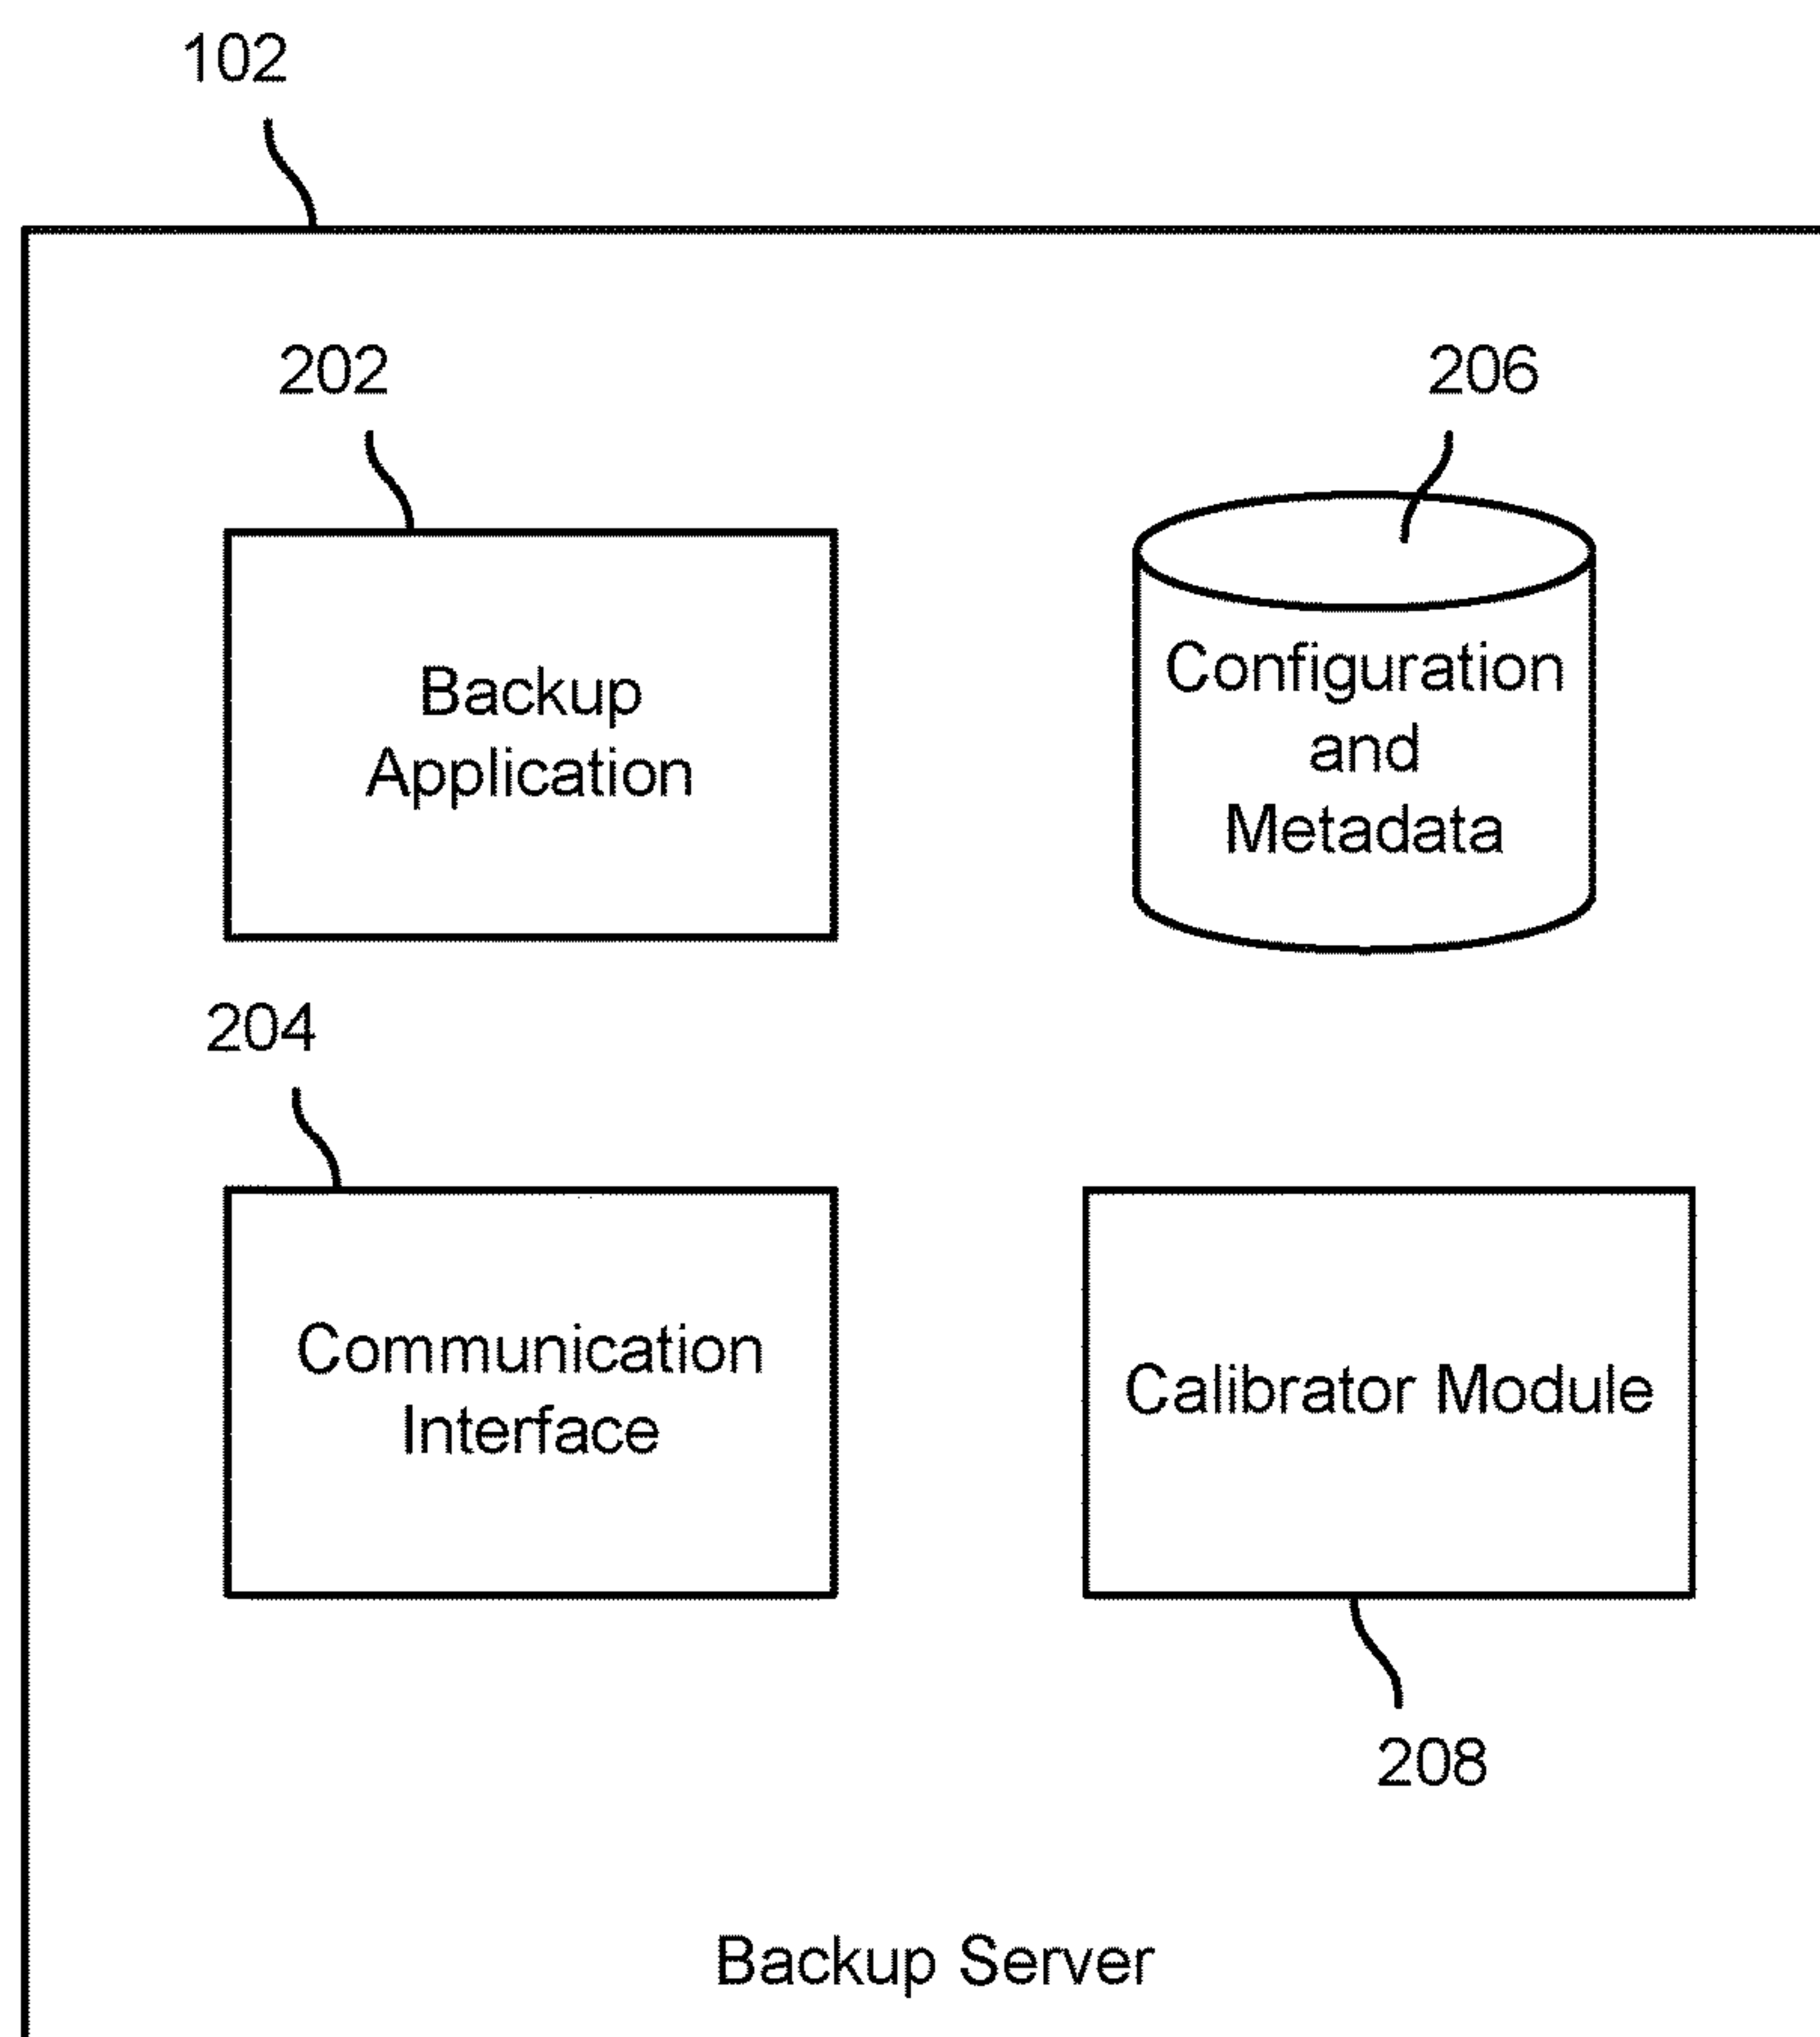 102
202
206
Backup
Application
Configuration
and
Metadata
204
Communication
Interface
Calibrator Module
208
Backup Server